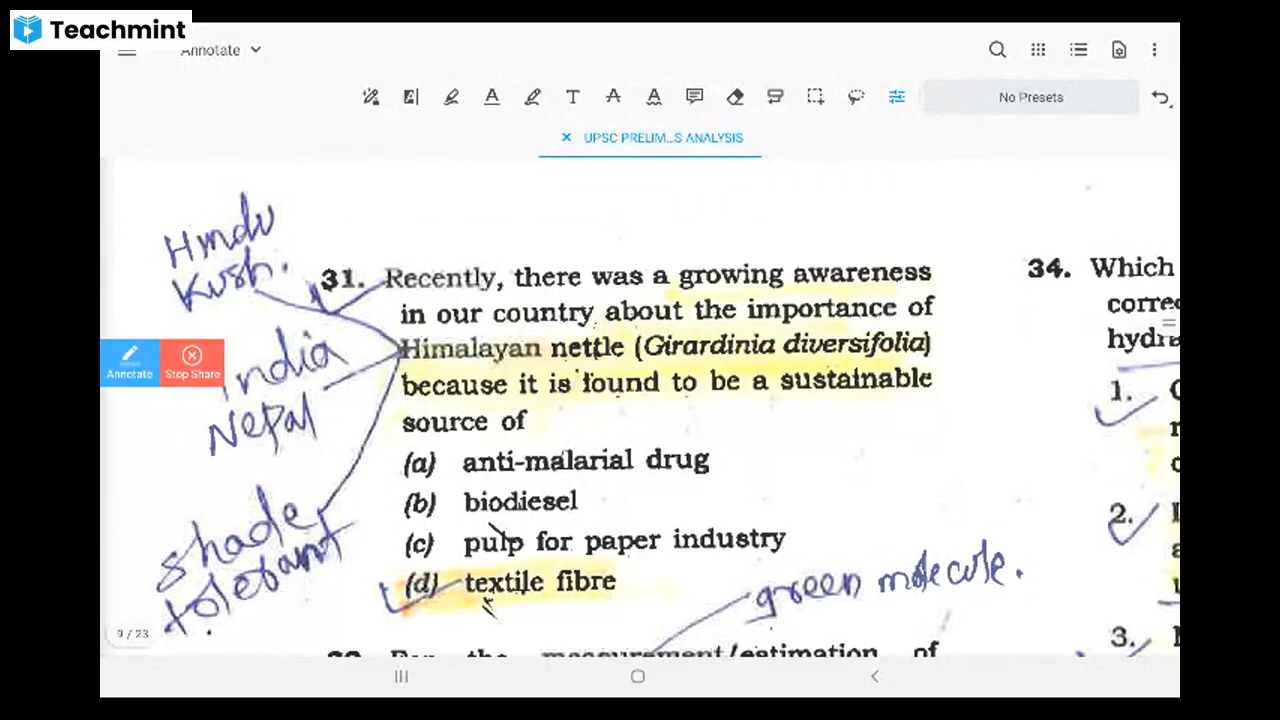 Teachmint
Annotate
No Presets
UPSC PRELIM...S ANALYSIS
Hindu
Kush.
31. Recently, there was a growing awareness
in our country about the importance of
Himalayan nettle (Girardinia diversifolia)
because it is found to be a sustainable
source of
(a) anti-malarial drug
(b) biodiesel
(c) pulp for paper industry
(d) textile fibre
India
Nepal
shade
tolerant
green molecule.
Annotate
Stop Share
9 / 23
measurement/estimation of
34. Which
1.
2.
3.